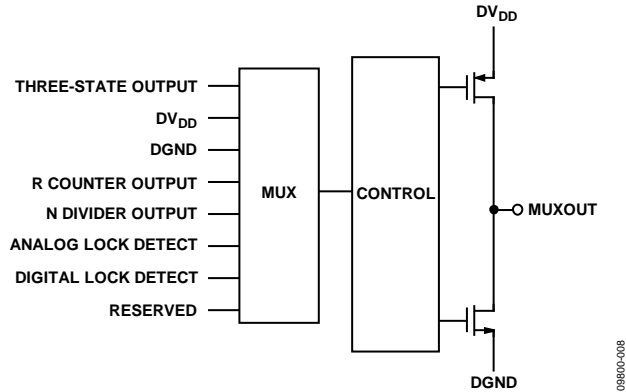 DVDD
THREE-STATE OUTPUT
DVDD
DGND
R COUNTER OUTPUT
N DIVIDER OUTPUT
ANALOG LOCK DETECT
DIGITAL LOCK DETECT
RESERVED
MUX
CONTROL
MUXOUT
DGND
09800-008